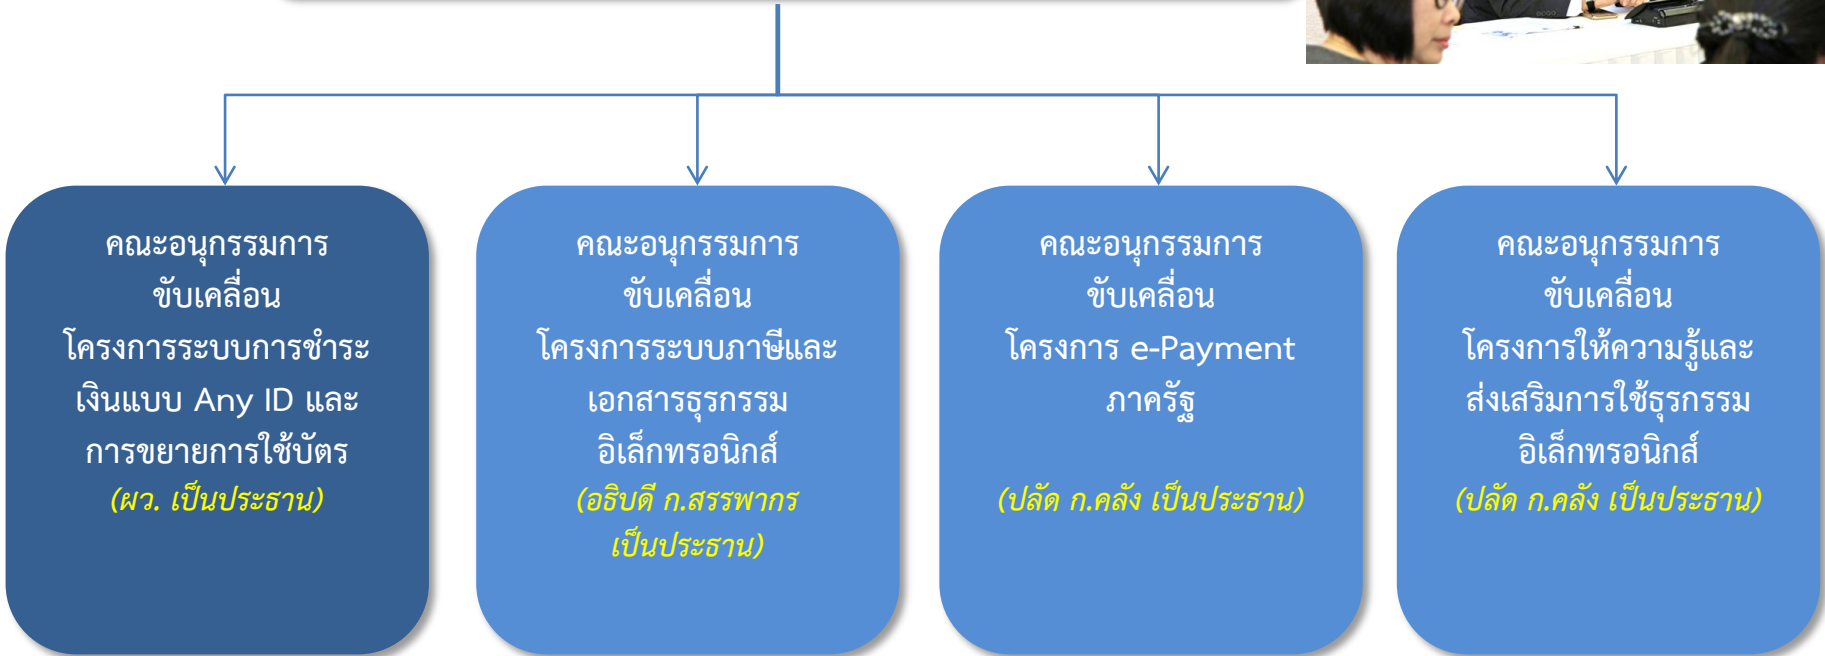 คณะอนุกรรมการ
ขับเคลื่อน
โครงการระบบการชำระ
เงินแบบ Any ID และ
การขยายการใช้บัตร
(ผว. เป็นประธาน)
คณะอนุกรรมการ
ขับเคลื่อน
โครงการระบบภาษีและ
เอกสารธุรกรรม
อิเล็กทรอนิกส์
(อธิบดี ก.สรรพากร
เป็นประธาน)
คณะอนุกรรมการ
ขับเคลื่อน
โครงการ e-Payment
ภาครัฐ
(ปลัด ก.คลัง เป็นประธาน)
คณะอนุกรรมการ
ขับเคลื่อน
โครงการให้ความรู้และ
ส่งเสริมการใช้ธุรกรรม
อิเล็กทรอนิกส์
(ปลัด ก.คลัง เป็นประธาน)